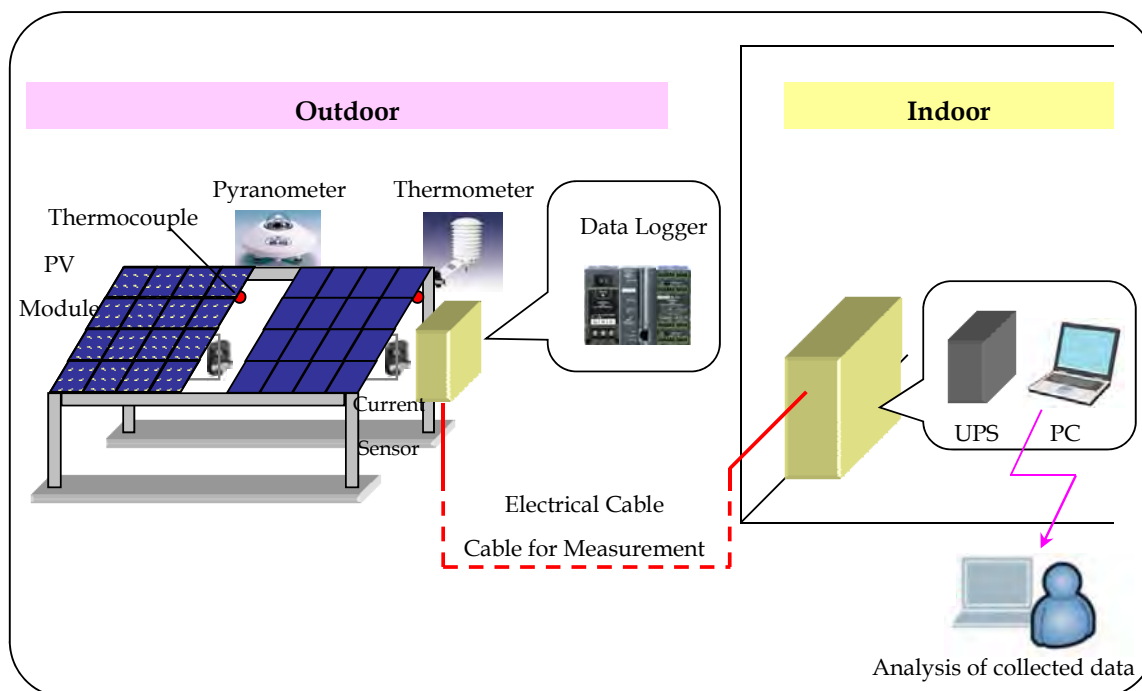 Outdoor
Indoor
Pyranometer
Thermometer
Thermocouple
Data Logger
PV
Module
Current
Sensor
UPS
PC
Electrical Cable
Cable for Measurement
Analysis of collected data